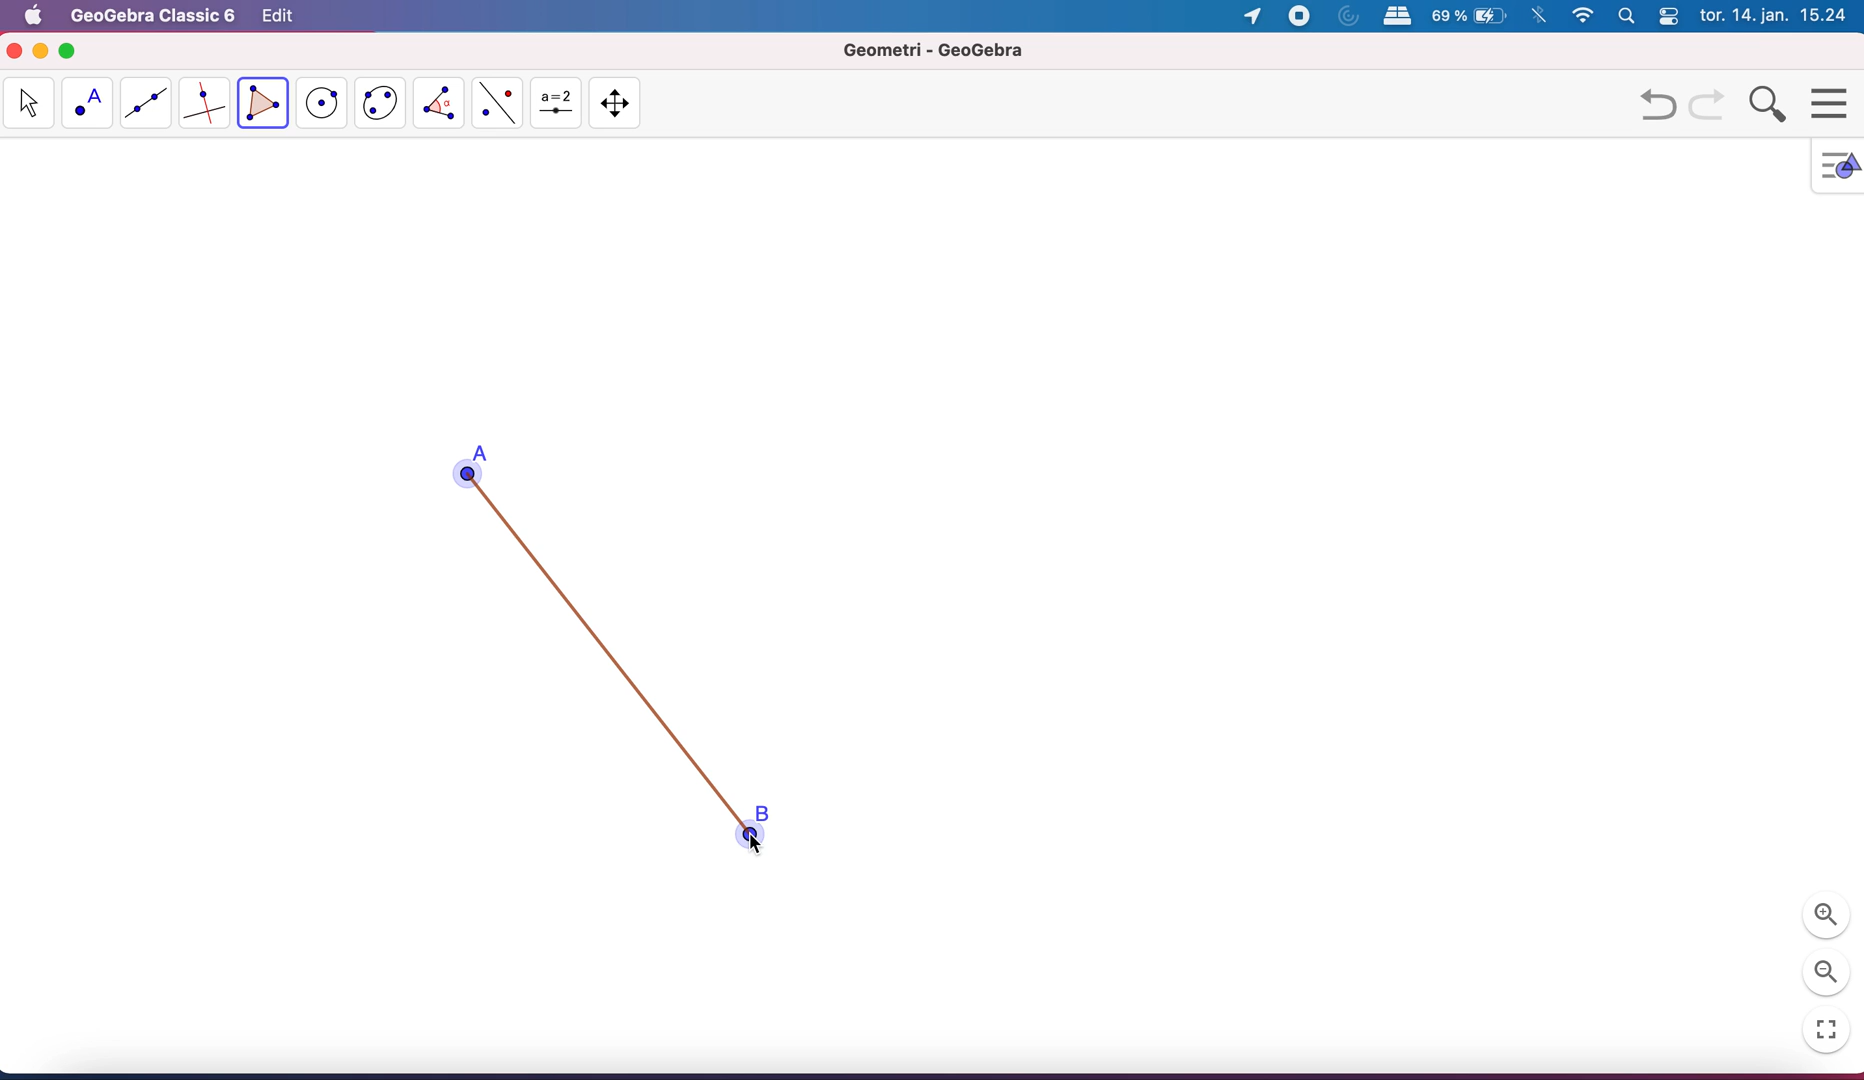 GeoGebra Classic 6 Edit 69 % tor. 14. jan. 15.24
Geometri - GeoGebra
A α a=2
A
B